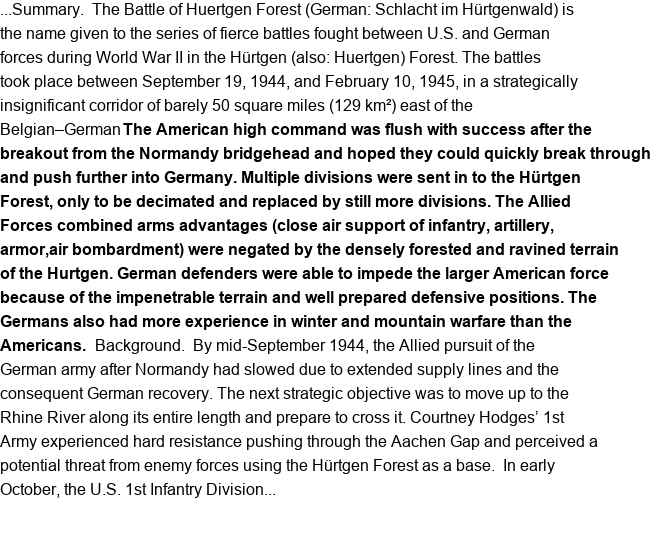 ...Summary.  The Battle of Huertgen Forest (German: Schlacht im Hürtgenwald) is
the name given to the series of fierce battles fought between U.S. and German
forces during World War II in the Hürtgen (also: Huertgen) Forest. The battles
took place between September 19, 1944, and February 10, 1945, in a strategically
insignificant corridor of barely 50 square miles (129 km²) east of the
Belgian–German The American high command was flush with success after the
breakout from the Normandy bridgehead and hoped they could quickly break through
and push further into Germany. Multiple divisions were sent in to the Hürtgen
Forest, only to be decimated and replaced by still more divisions. The Allied
Forces combined arms advantages (close air support of infantry, artillery,
armor,air bombardment) were negated by the densely forested and ravined terrain
of the Hurtgen. German defenders were able to impede the larger American force
because of the impenetrable terrain and well prepared defensive positions. The
Germans also had more experience in winter and mountain warfare than the
Americans.  Background.  By mid-September 1944, the Allied pursuit of the
German army after Normandy had slowed due to extended supply lines and the
consequent German recovery. The next strategic objective was to move up to the
Rhine River along its entire length and prepare to cross it. Courtney Hodges’ 1st
Army experienced hard resistance pushing through the Aachen Gap and perceived a
potential threat from enemy forces using the Hürtgen Forest as a base.  In early
October, the U.S. 1st Infantry Division...